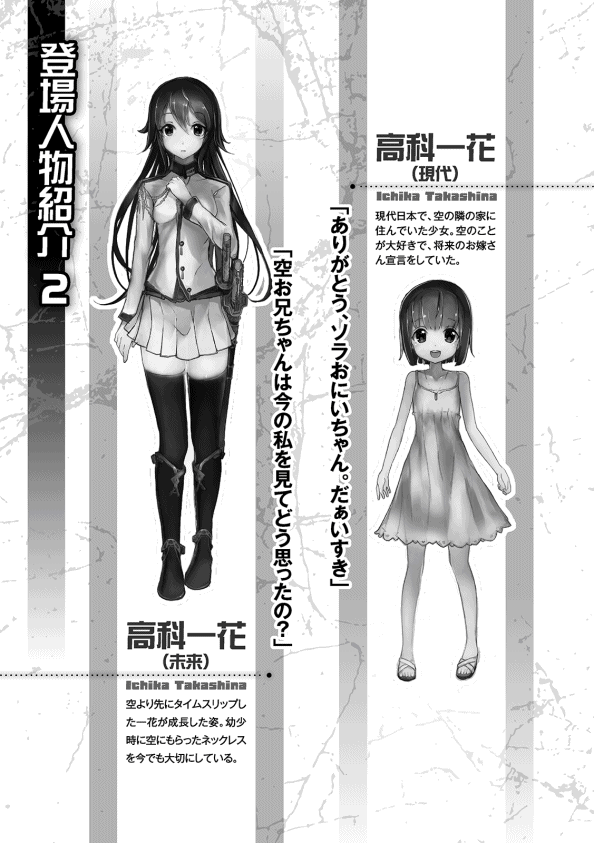 登場人物紹介 2
高科一花
（現代）
Ichika Takashina
現代日本で、空の隣の家に
住んでいた少女。空のこと
が大好きで、将来のお嫁さ
ん宣言をしていた。
「ありがとう、ソラおにいちゃん。だぁいすき」
「空お兄ちゃんは今の私を見てどう思ったの？」
高科一花
（未来）
Ichika Takashina
空より先にタイムスリップし
た一花が成長した姿。幼少
時に空にもらったネックレス
を今でも大切にしている。